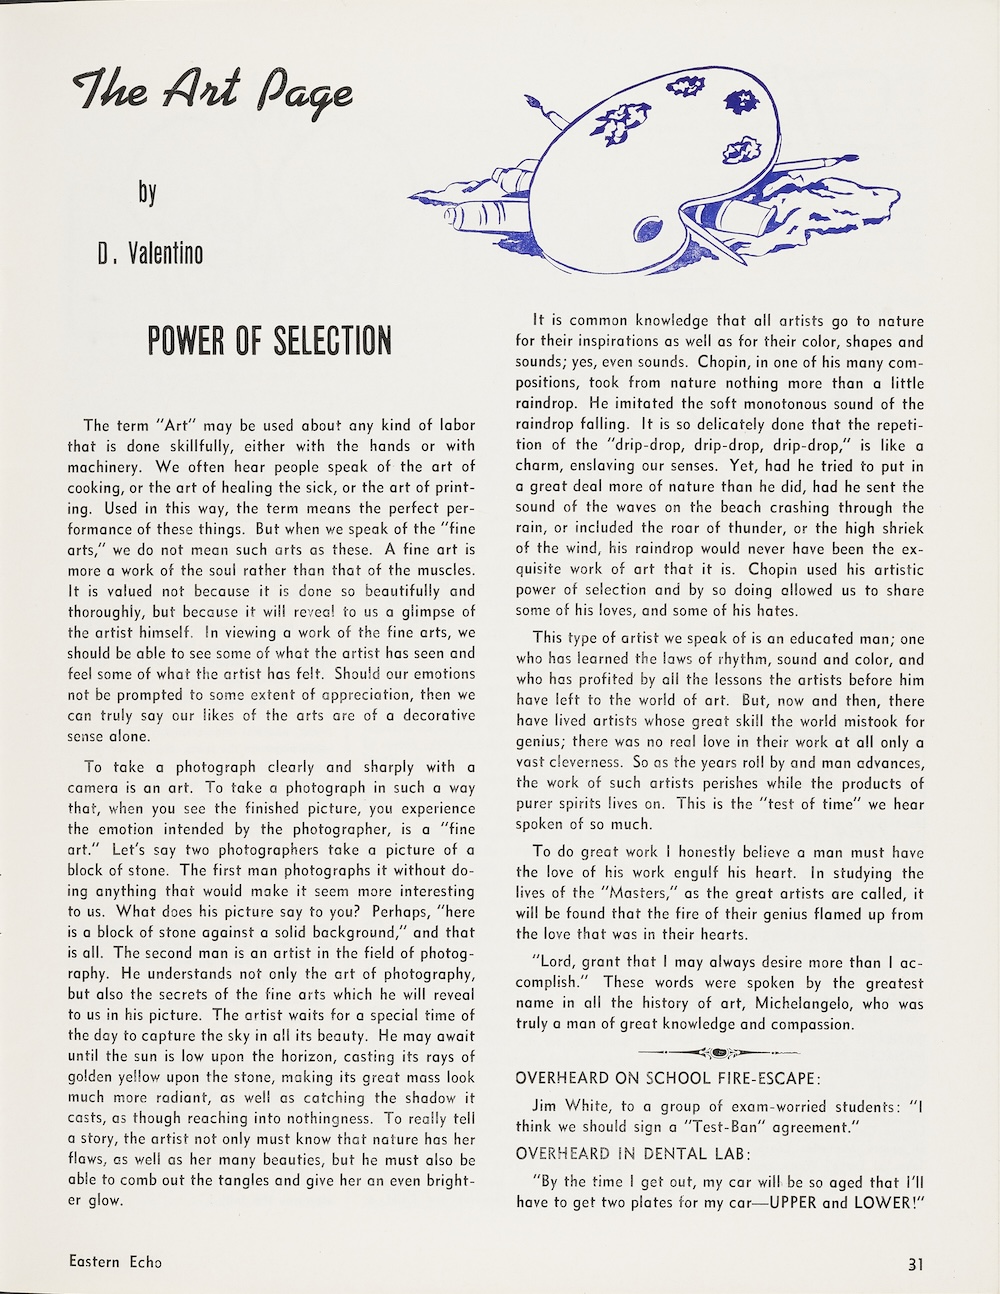 The Art Page
by
D. Valentino
POWER OF SELECTION
The term "Art" may be used about any kind of labor
that is done skillfully, either with the hands or with
machinery. We often hear people speak of the art of
cooking, or the art of healing the sick, or the art of print-
ing. Used in this way, the term means the perfect per-
formance of these things. But when we speak of the "fine
arts," we do not mean such arts as these. A fine art is
more a work of the soul rather than that of the muscles.
It is valued not because it is done so beautifully and
thoroughly, but because it will reveal to us a glimpse of
the artist himself. In viewing a work of the fine arts, we
should be able to see some of what the artist has seen and
feel some of what the artist has felt. Should our emotions
not be prompted to some extent of appreciation, then we
can truly say our likes of the arts are of a decorative
sense alone.
To take a photograph clearly and sharply with a
camera is an art. To take a photograph in such a way
that, when you see the finished picture, you experience
the emotion intended by the photographer, is a "fine
art." Let's say two photographers take a picture of a
block of stone. The first man photographs it without do-
ing anything that would make it seem more interesting
to us. What does his picture say to you? Perhaps, "here
is a block of stone against a solid background," and that
is all. The second man is an artist in the field of photog-
raphy. He understands not only the art of photography,
but also the secrets of the fine arts which he will reveal
to us in his picture. The artist waits for a special time of
the day to capture the sky in all its beauty. He may await
until the sun is low upon the horizon, casting its rays of
golden yellow upon the stone, making its great mass look
much more radiant, as well as catching the shadow it
casts, as though reaching into nothingness. To really tell
a story, the artist not only must know that nature has her
flaws, as well as her many beauties, but he must also be
able to comb out the tangles and give her an even bright-
er glow.
It is common knowledge that all artists go to nature
for their inspirations as well as for their color, shapes and
sounds; yes, even sounds. Chopin, in one of his many com-
positions, took from nature nothing more than a little
raindrop. He imitated the soft monotonous sound of the
raindrop falling. It is so delicately done that the repeti-
tion of the "drip-drop, drip-drop, drip-drop," is like a
charm, enslaving our senses. Yet, had he tried to put in
a great deal more of nature than he did, had he sent the
sound of the waves on the beach crashing through the
rain, or included the roar of thunder, or the high shriek
of the wind, his raindrop would never have been the ex-
quisite work of art that it is. Chopin used his artistic
power of selection and by so doing allowed us to share
some of his loves, and some of his hates.
This type of artist we speak of is an educated man; one
who has learned the laws of rhythm, sound and color, and
who has profited by all the lessons the artists before him
have left to the world of art. But, now and then, there
have lived artists whose great skill the world mistook for
genius; there was no real love in their work at all only a
vast cleverness. So as the years roll by and man advances,
the work of such artists perishes while the products of
purer spirits lives on. This is the "test of time" we hear
spoken of so much.
To do great work I honestly believe a man must have
the love of his work engulf his heart. In studying the
lives of the "Masters," as the great artists are called, it
will be found that the fire of their genius flamed up from
the love that was in their hearts.
"Lord, grant that I may always desire more than I ac-
complish." These words were spoken by the greatest
name in all the history of art, Michelangelo, who was
truly a man of great knowledge and compassion.
OVERHEARD ON SCHOOL FIRE-ESCAPE:
Jim White, to a group of exam-worried students: "I
think we should sign a "Test-Ban" agreement."
OVERHEARD IN DENTAL LAB:
"By the time I get out, my car will be so aged that I'll
have to get two plates for my car—UPPER and LOWER!"
Eastern Echo
31